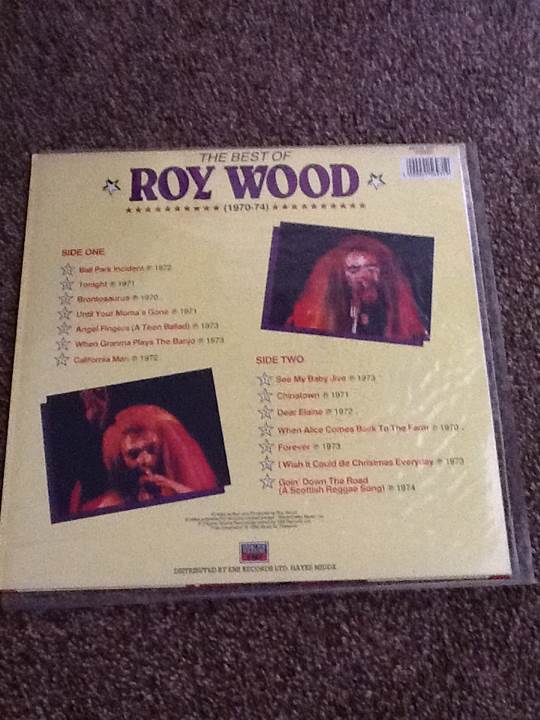 THE BEST OF
ROY WOOD
(1970-74)
SIDE ONE
Ball Park Incident ℗ 1972
Tonight ℗ 1971
Brontosaurus ℗ 1970
Until Your Moma's Gone ℗ 1971
Angel Fingers (A Teen Ballad) ℗ 1973
When Granma Plays The Banjo ℗ 1973
California Man ℗ 1972
SIDE TWO
See My Baby Jive ℗ 1973
Chinatown ℗ 1971
Dear Elaine ℗ 1972
When Alice Comes Back To The Farm ℗ 1970
Forever ℗ 1973
I Wish It Could Be Christmas Everyday ℗ 1973
Goin' Down The Road
(A Scottish Reggae Song) ℗ 1974
DISTRIBUTED BY EMI RECORDS LTD. HAYES MIDDX